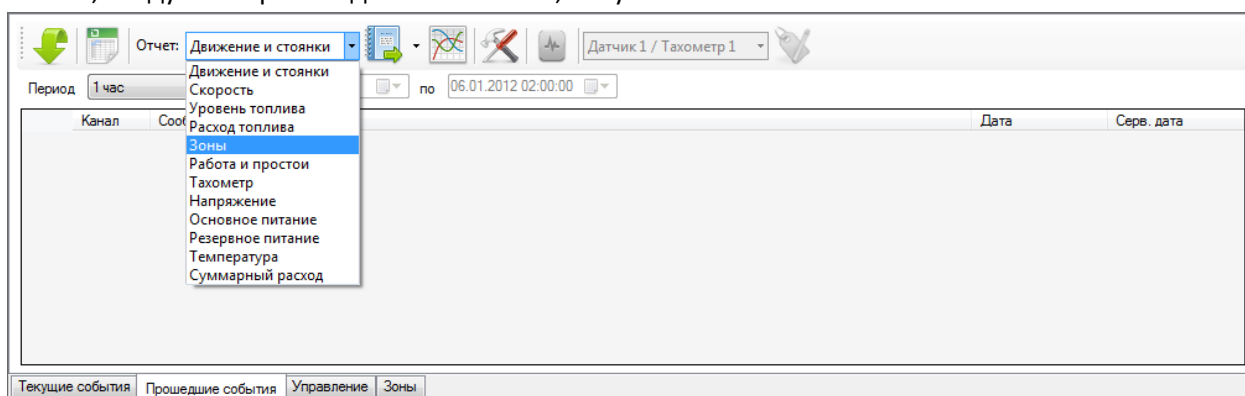 Отчет: Движение и стоянки Датчик 1 / Тахометр 1
Движение и стоянки
Период 1 час по 06.01.2012 02:00:00
Скорость
Уровень топлива
Канал Дата Серв. дата
Расход топлива
Зоны
Работа и простои
Тахометр
Напряжение
Основное питание
Резервное питание
Температура
Суммарный расход
Текущие события Прошедшие события Управление Зоны